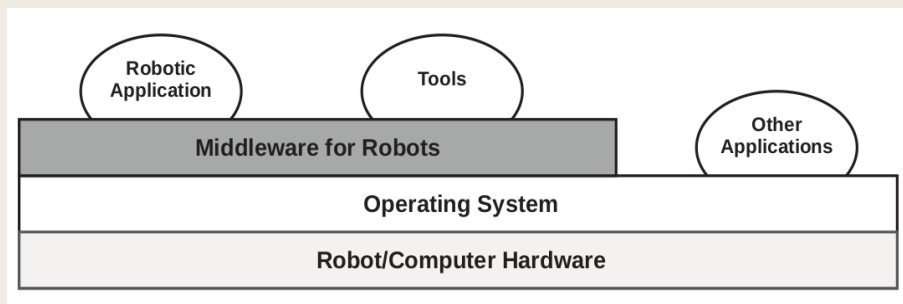 Robotic
Application
Tools
Other
Applications
Middleware for Robots
Operating System
Robot/Computer Hardware